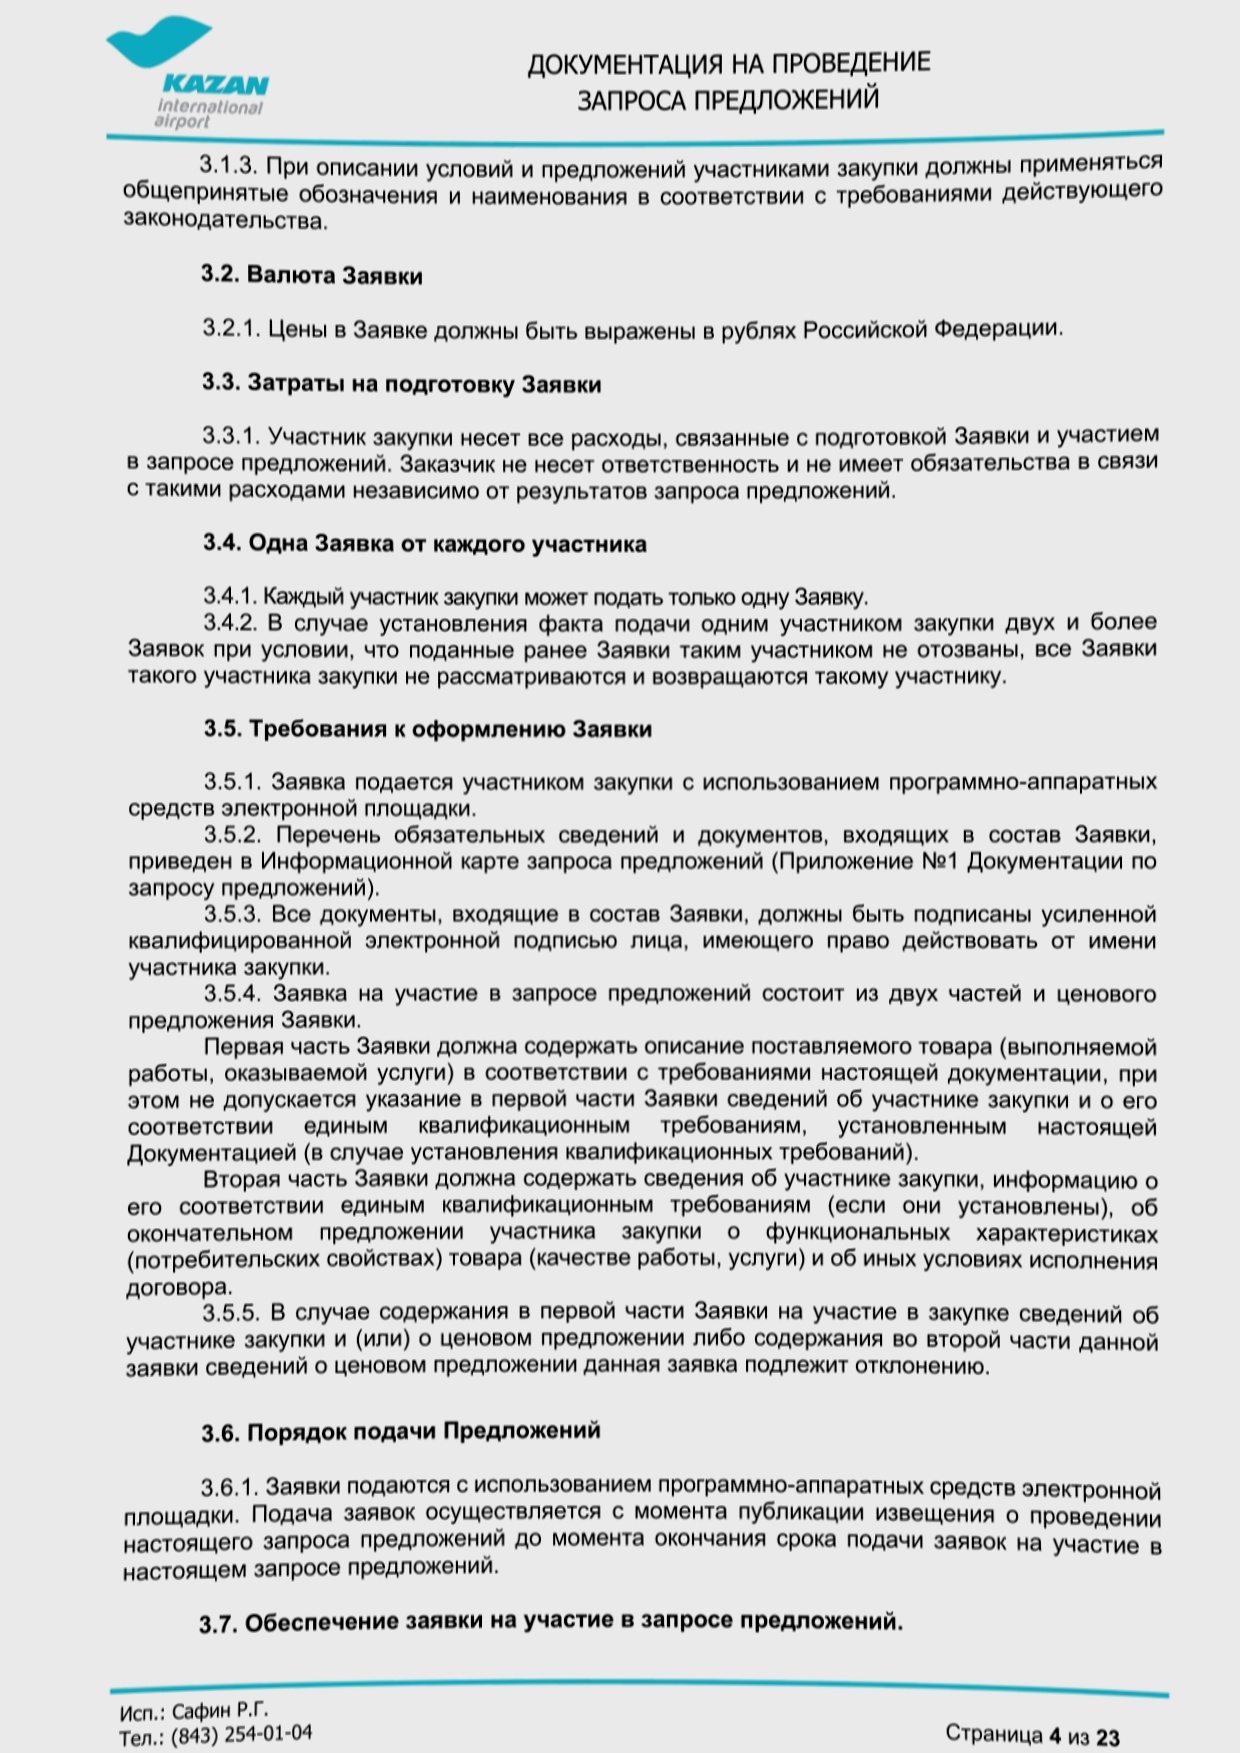 KAZAN
international
airport
ДОКУМЕНТАЦИЯ НА ПРОВЕДЕНИЕ
ЗАПРОСА ПРЕДЛОЖЕНИЙ
3.1.3. При описании условий и предложений участниками закупки должны применяться
общепринятые обозначения и наименования в соответствии с требованиями действующего
законодательства.
3.2. Валюта Заявки
3.2.1. Цены в Заявке должны быть выражены в рублях Российской Федерации.
3.3. Затраты на подготовку Заявки
3.3.1. Участник закупки несет все расходы, связанные с подготовкой Заявки и участием
в запросе предложений. Заказчик не несет ответственность и не имеет обязательства в связи
с такими расходами независимо от результатов запроса предложений.
3.4. Одна Заявка от каждого участника
3.4.1. Каждый участник закупки может подать только одну Заявку.
3.4.2. В случае установления факта подачи одним участником закупки двух и более
Заявок при условии, что поданные ранее Заявки таким участником не отозваны, все Заявки
такого участника закупки не рассматриваются и возвращаются такому участнику.
3.5. Требования к оформлению Заявки
3.5.1. Заявка подается участником закупки с использованием программно-аппаратных
средств электронной площадки.
3.5.2. Перечень обязательных сведений и документов, входящих в состав Заявки,
приведен в Информационной карте запроса предложений (Приложение №1 Документации по
запросу предложений).
3.5.3. Все документы, входящие в состав Заявки, должны быть подписаны усиленной
квалифицированной электронной подписью лица, имеющего право действовать от имени
участника закупки.
3.5.4. Заявка на участие в запросе предложений состоит из двух частей и ценового
предложения Заявки.
Первая часть Заявки должна содержать описание поставляемого товара (выполняемой
работы, оказываемой услуги) в соответствии с требованиями настоящей документации, при
этом не допускается указание в первой части Заявки сведений об участнике закупки и о его
соответствии единым квалификационным требованиям, установленным настоящей
Документацией (в случае установления квалификационных требований).
Вторая часть Заявки должна содержать сведения об участнике закупки, информацию о
его соответствии единым квалификационным требованиям (если они установлены), об
окончательном предложении участника закупки о функциональных характеристиках
(потребительских свойствах) товара (качестве работы, услуги) и об иных условиях исполнения
договора.
3.5.5. В случае содержания в первой части Заявки на участие в закупке сведений об
участнике закупки и (или) о ценовом предложении либо содержания во второй части данной
заявки сведений о ценовом предложении данная заявка подлежит отклонению.
3.6. Порядок подачи Предложений
3.6.1. Заявки подаются с использованием программно-аппаратных средств электронной
площадки. Подача заявок осуществляется с момента публикации извещения о проведении
настоящего запроса предложений до момента окончания срока подачи заявок на участие в
настоящем запросе предложений.
3.7. Обеспечение заявки на участие в запросе предложений.
Исп.: Сафин Р.Г.
Тел.: (843) 254-01-04
Страница 4 из 23